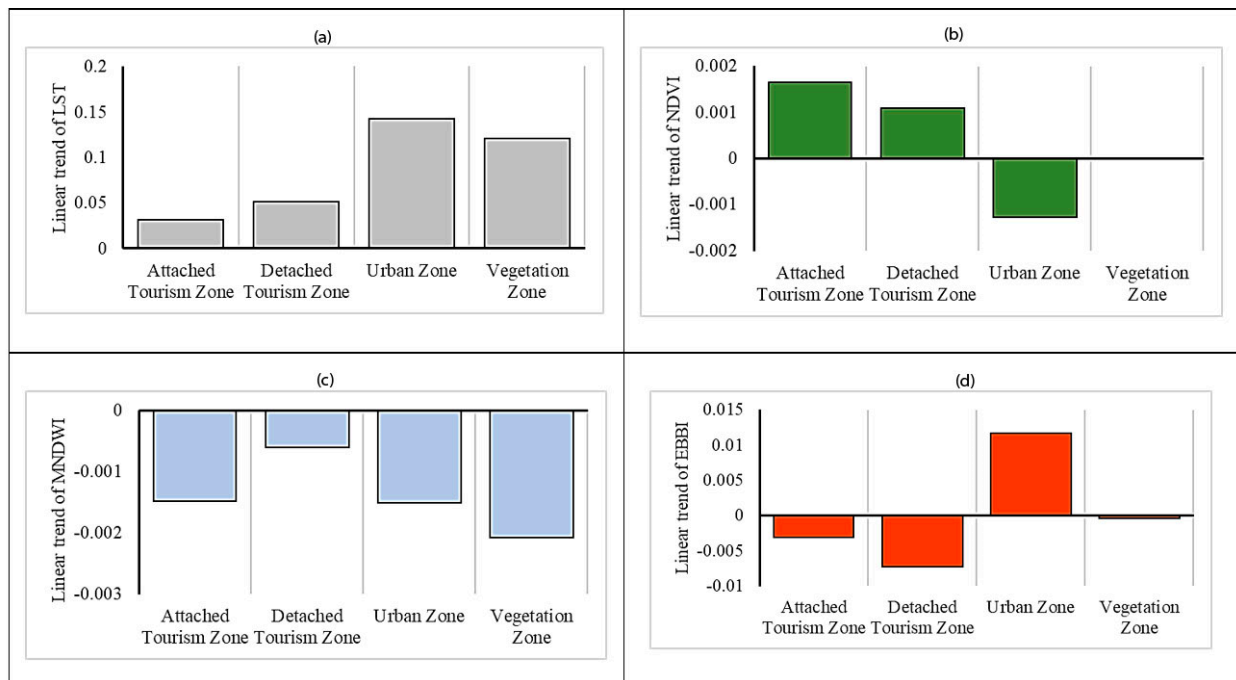 (a)
Linear trend of LST
0.2
0.15
0.1
0.05
0
Attached
Tourism Zone
Detached
Tourism Zone
Urban Zone
Vegetation
Zone
(b)
Linear trend of NDVI
0.002
0.001
0
-0.001
-0.002
Attached
Tourism Zone
Detached
Tourism Zone
Urban Zone
Vegetation
Zone
(c)
Linear trend of MNDWI
0
-0.001
-0.002
-0.003
Attached
Tourism Zone
Detached
Tourism Zone
Urban Zone
Vegetation
Zone
(d)
Linear trend of EBBI
0.015
0.01
0.005
0
-0.005
-0.01
Attached
Tourism Zone
Detached
Tourism Zone
Urban Zone
Vegetation
Zone